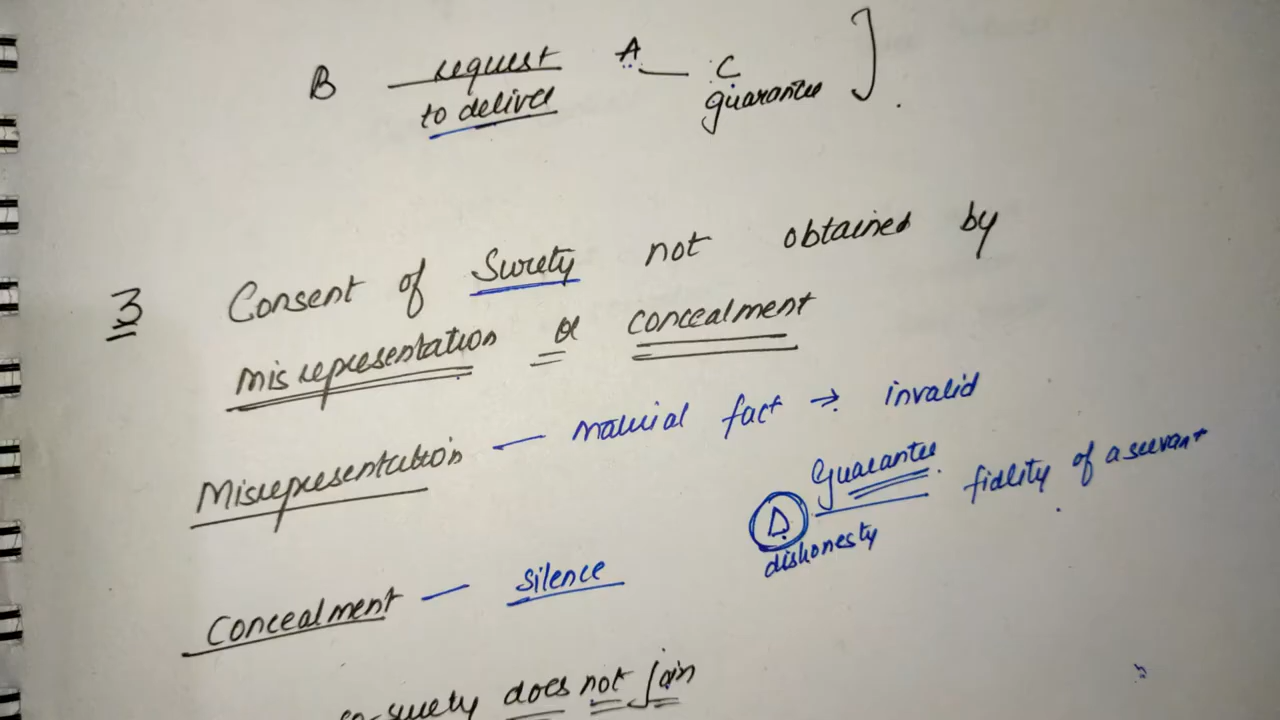 B request A — C
to deliver guarantee ]
3 Consent of Surety not obtained by
misrepresentation or concealment
Misrepresentation — material fact → invalid
Guarantee fidelity of a servant
dishonesty
Concealment — silence
co-surety does not join